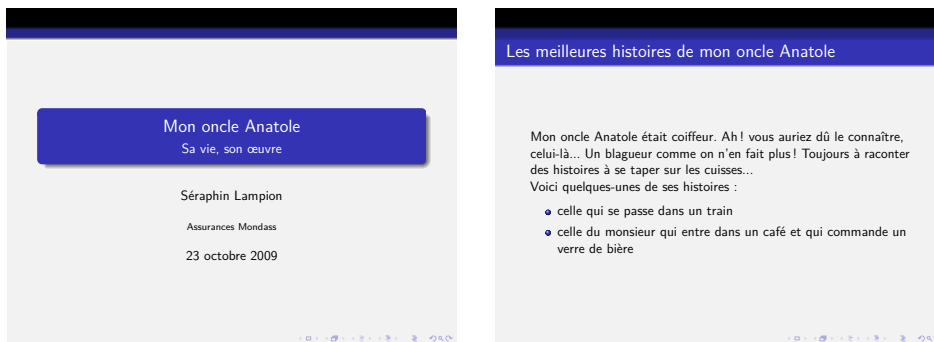 Mon oncle Anatole
Sa vie, son œuvre
Séraphin Lampion
Assurances Mondass
23 octobre 2009
Les meilleures histoires de mon oncle Anatole
Mon oncle Anatole était coiffeur. Ah ! vous auriez dû le connaître,
celui-là... Un blagueur comme on n'en fait plus ! Toujours à raconter
des histoires à se taper sur les cuisses...
Voici quelques-unes de ses histoires :
celle qui se passe dans un train
celle du monsieur qui entre dans un café et qui commande un
verre de bière